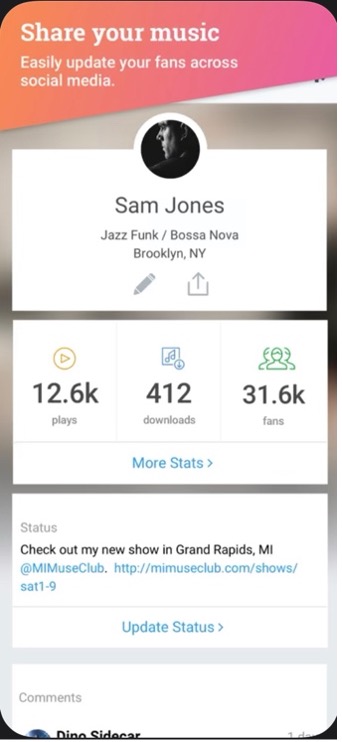 Share your music
Easily update your fans across
social media.
Sam Jones
Jazz Funk / Bossa Nova
Brooklyn, NY
12.6k 412 31.6k
plays downloads fans
More Stats >
Status
Check out my new show in Grand Rapids, MI
@MIMuseClub. http://mimuseclub.com/shows/
sat1-9
Update Status >
Comments
Dino Sidecar